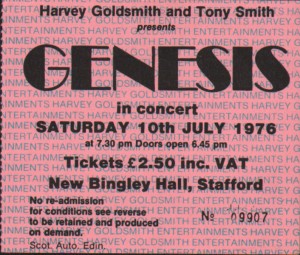 Harvey Goldsmith and Tony Smith
presents
GENESIS
in concert
SATURDAY 10th JULY 1976
at 7.30 pm Doors open 6.45 pm
Tickets £2.50 inc. VAT
New Bingley Hall, Stafford
No re-admission
for conditions see reverse
to be retained and produced
on demand.
Scot. Auto. Edin.
No 09907